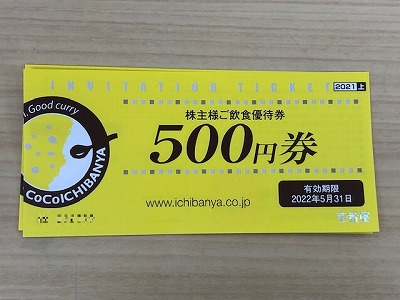 INVITATION TICKET
2021上
Good curry
株主様ご飲食優待券
500円券
CoCoICHIBANYA
www.ichibanya.co.jp
有効期限
2022年5月31日
壱番屋